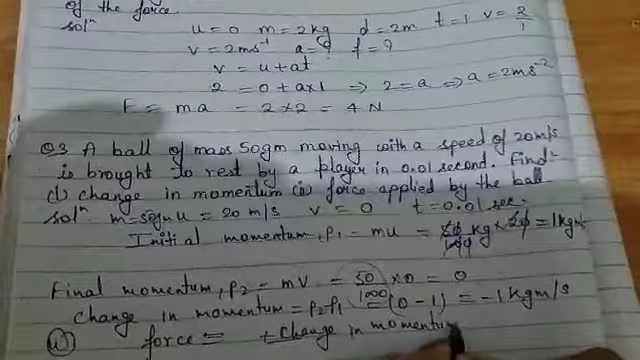 of the force.
solⁿ u = 0 m = 2kg d = 2m t = 1 v = 2/1
v = 2ms⁻¹ a = ? f = ?
v = u + at
2 = 0 + a×1 ⇒ 2 = a ⇒ a = 2ms⁻²
F = ma = 2×2 = 4 N
Q3 A ball of mass 50gm moving with a speed of 20m/s
is brought to rest by a player in 0.01 second. Find
(i) change in momentum (ii) force applied by the ball
solⁿ m = 50gm u = 20 m/s v = 0 t = 0.01 sec.
Initial momentum, p₁ = mu = 50/1000 kg × 20 = 1kgm
Final momentum, p₂ = mv = 50/1000 × 0 = 0
change in momentum = p₂-p₁ = (0-1) = -1kgm/s
(ii) force = + change in momentum